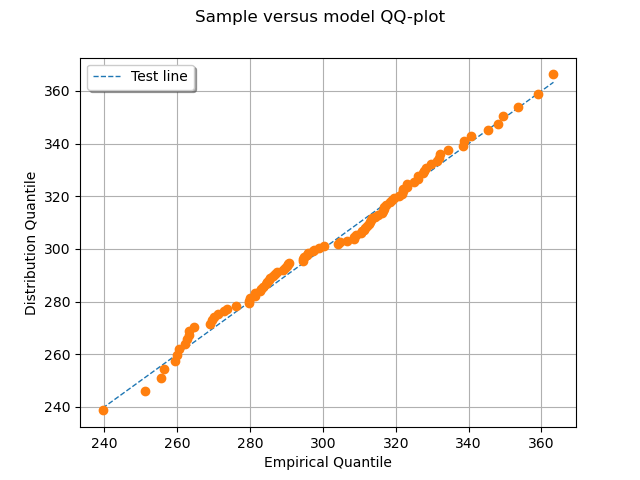 Sample versus model QQ-plot
Test line
360
340
320
300
280
260
240
Distribution Quantile
240 260 280 300 320 340 360
Empirical Quantile